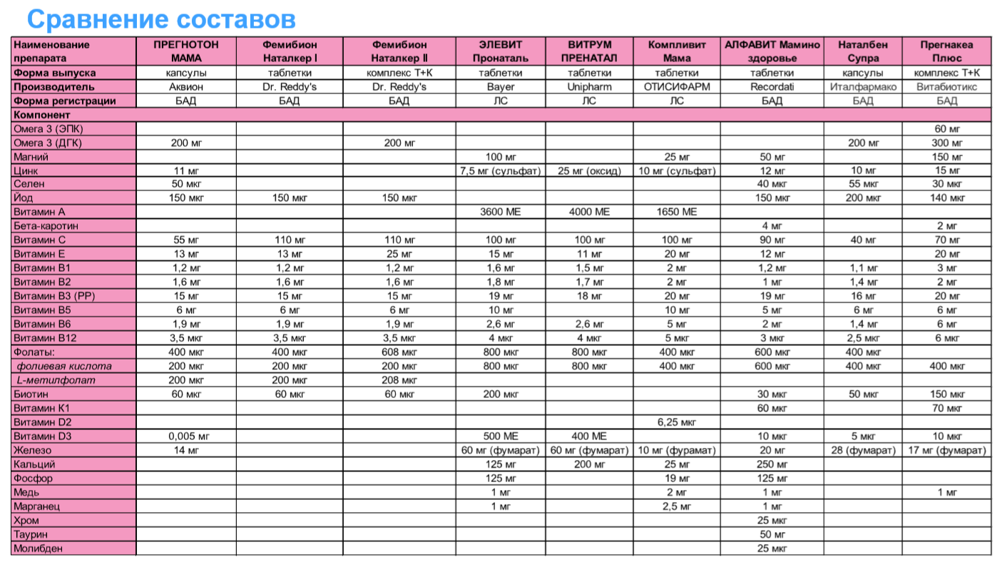 Сравнение составов
Наименование препарата ПРЕГНОТОН МАМА Фемибион Наталкер I Фемибион Наталкер II ЭЛЕВИТ Пронаталь ВИТРУМ ПРЕНАТАЛ Компливит Мама АЛФАВИТ Мамино здоровье Наталбен Супра Прегнакеа Плюс
Форма выпуска капсулы таблетки комплекс Т+К таблетки таблетки таблетки таблетки капсулы комплекс Т+К
Производитель Аквион Dr. Reddy's Dr. Reddy's Bayer Unipharm ОТИСИФАРМ Recordati Италфармако Витабиотикс
Форма регистрации БАД БАД БАД ЛС ЛС ЛС БАД БАД БАД
Компонент
Омега 3 (ЭПК) 60 мг
Омега 3 (ДГК) 200 мг 200 мг 200 мг 300 мг
Магний 100 мг 25 мг 50 мг 150 мг
Цинк 11 мг 7,5 мг (сульфат) 25 мг (оксид) 10 мг (сульфат) 12 мг 10 мг 15 мг
Селен 50 мкг 40 мкг 55 мкг 30 мкг
Йод 150 мкг 150 мкг 150 мкг 150 мкг 200 мкг 140 мкг
Витамин А 3600 МЕ 4000 МЕ 1650 МЕ
Бета-каротин 4 мг 2 мг
Витамин С 55 мг 110 мг 110 мг 100 мг 100 мг 100 мг 90 мг 40 мг 70 мг
Витамин Е 13 мг 13 мг 25 мг 15 мг 11 мг 20 мг 12 мг 20 мг
Витамин В1 1,2 мг 1,2 мг 1,2 мг 1,6 мг 1,5 мг 2 мг 1,2 мг 1,1 мг 3 мг
Витамин В2 1,6 мг 1,6 мг 1,6 мг 1,8 мг 1,7 мг 2 мг 1 мг 1,4 мг 2 мг
Витамин В3 (РР) 15 мг 15 мг 15 мг 19 мг 18 мг 20 мг 19 мг 16 мг 20 мг
Витамин В5 6 мг 6 мг 6 мг 10 мг 10 мг 5 мг 6 мг 6 мг
Витамин В6 1,9 мг 1,9 мг 1,9 мг 2,6 мг 2,6 мг 5 мг 2 мг 1,4 мг 6 мг
Витамин В12 3,5 мкг 3,5 мкг 3,5 мкг 4 мкг 4 мкг 5 мкг 3 мкг 2,5 мкг 6 мкг
Фолаты: 400 мкг 400 мкг 608 мкг 800 мкг 800 мкг 400 мкг 600 мкг 400 мкг
фолиевая кислота 200 мкг 200 мкг 200 мкг 800 мкг 800 мкг 400 мкг 600 мкг 400 мкг 400 мкг
L-метилфолат 200 мкг 200 мкг 208 мкг
Биотин 60 мкг 60 мкг 60 мкг 200 мкг 30 мкг 50 мкг 150 мкг
Витамин К1 60 мкг 70 мкг
Витамин D2 6,25 мкг
Витамин D3 0,005 мг 500 МЕ 400 МЕ 10 мкг 5 мкг 10 мкг
Железо 14 мг 60 мг (фумарат) 60 мг (фумарат) 10 мг (фурамат) 20 мг 28 (фумарат) 17 мг (фумарат)
Кальций 125 мг 200 мг 25 мг 250 мг
Фосфор 125 мг 19 мг 125 мг
Медь 1 мг 2 мг 1 мг 1 мг
Марганец 1 мг 2,5 мг 1 мг
Хром 25 мкг
Таурин 50 мг
Молибден 25 мкг